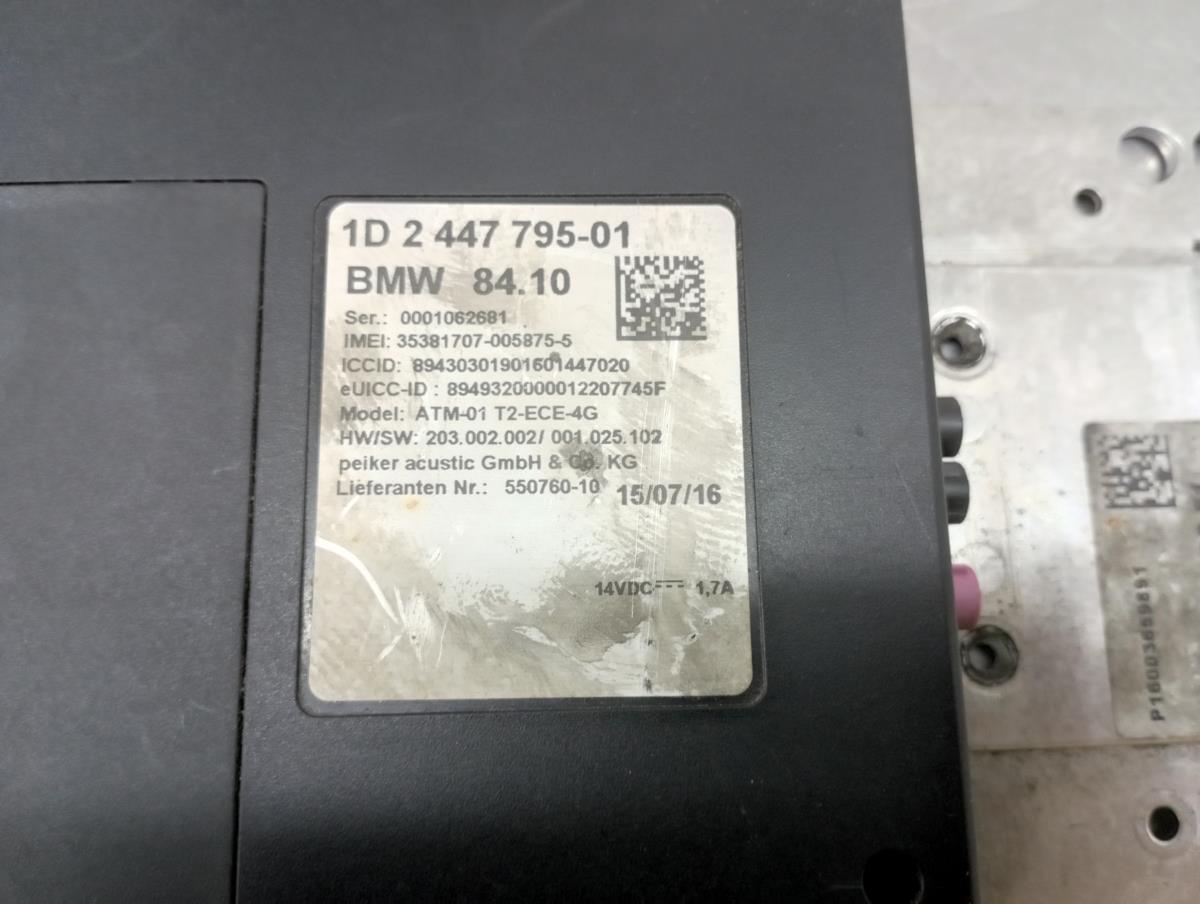 1D 2 447 795-01
BMW 84.10
Ser.: 0001062681
IMEI: 35381707-005875-5
ICCID: 89430301901601447020
eUICC-ID : 8949320000012207745F
Model: ATM-01 T2-ECE-4G
HW/SW: 203.002.002/ 001.025.102
peiker acustic GmbH & Co. KG
Lieferanten Nr.: 550760-10
15/07/16
14VDC 1,7A
P16003659891